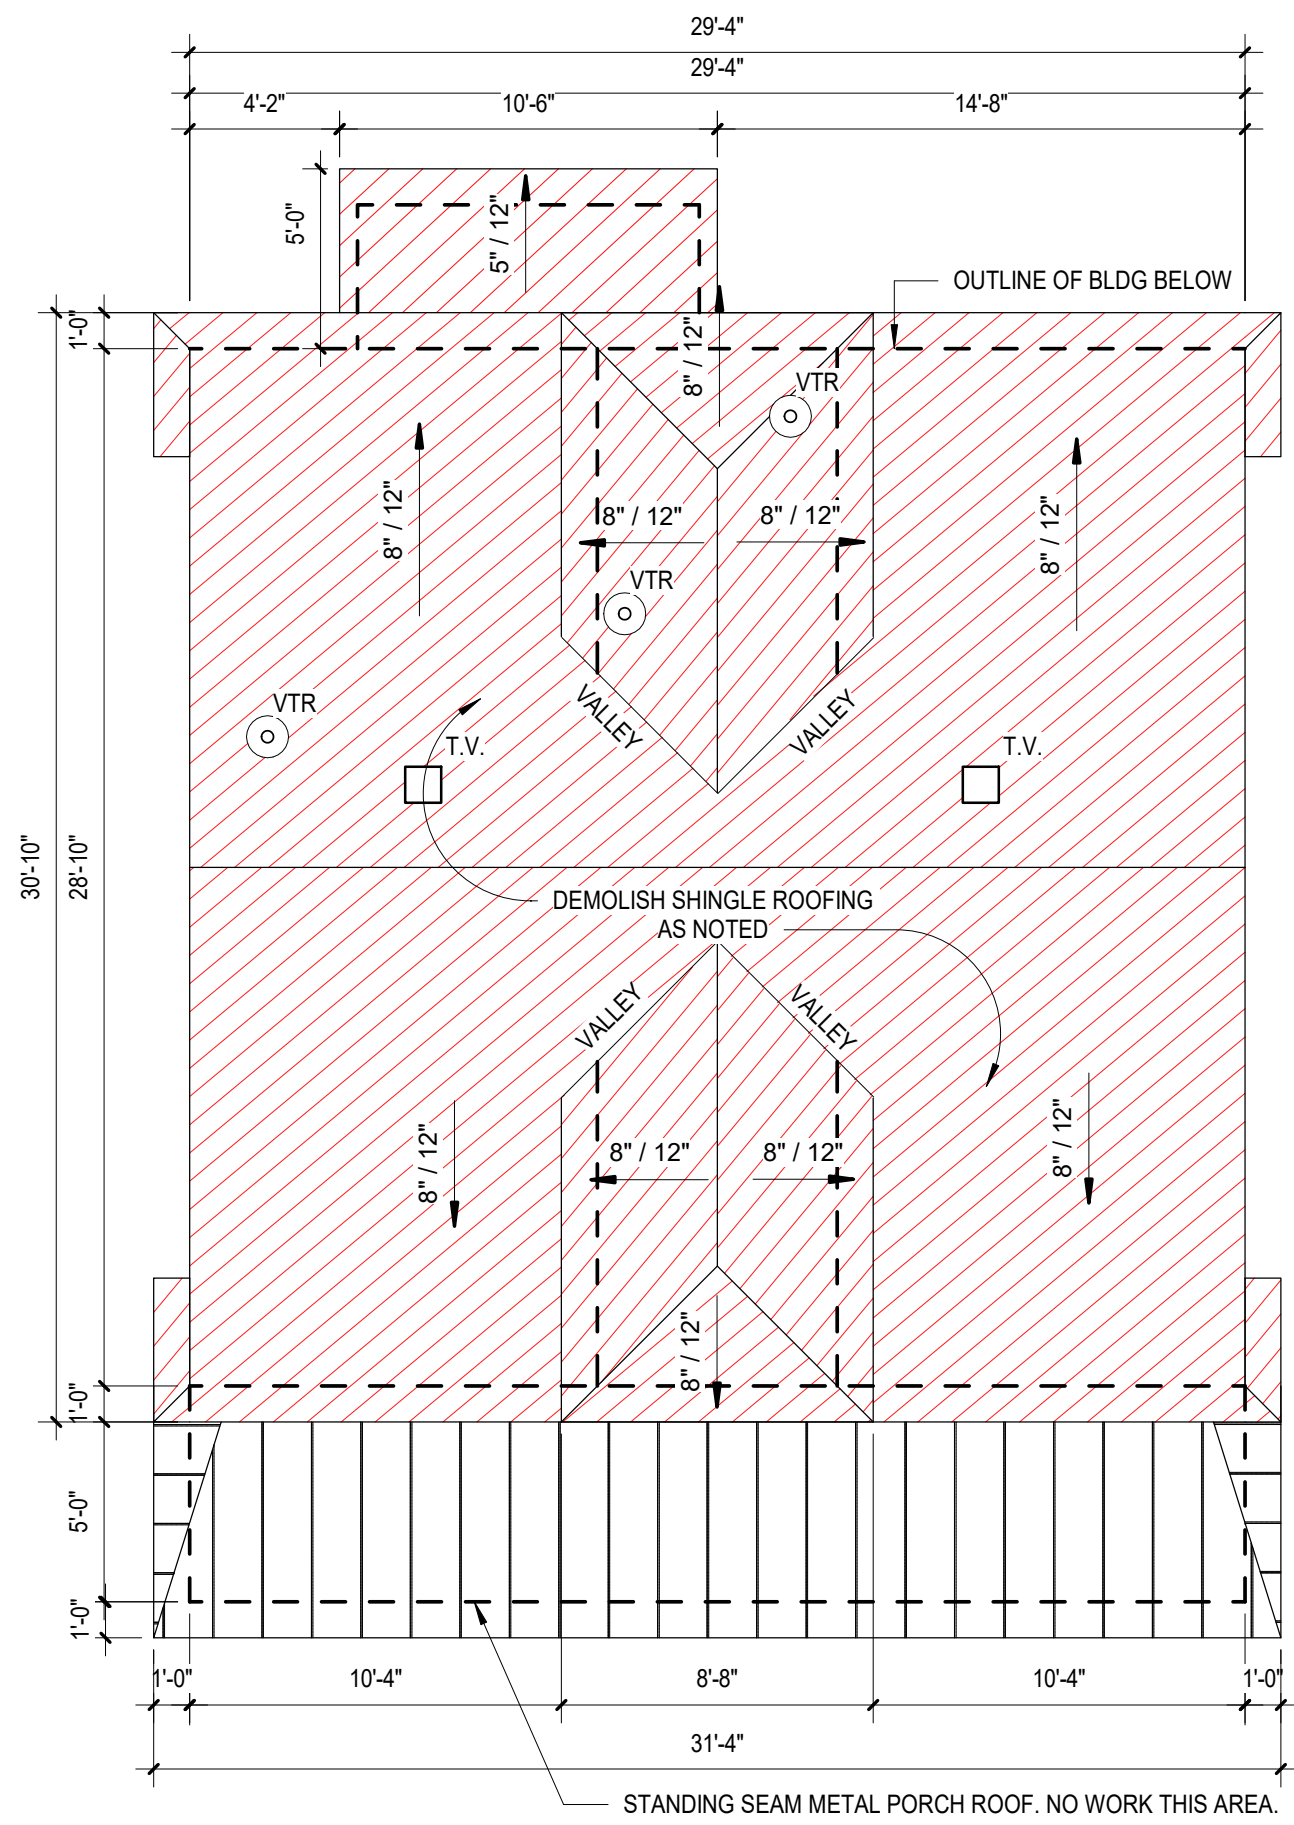 29'-4"
29'-4"
4'-2"
10'-6"
14'-8"
5'-0"
5" / 12"
OUTLINE OF BLDG BELOW
1'-0"
8" / 12"
VTR
8" / 12"
8" / 12"
8" / 12"
8" / 12"
VTR
VTR
VALLEY
VALLEY
T.V.
T.V.
30'-10"
28'-10"
DEMOLISH SHINGLE ROOFING
AS NOTED
VALLEY
VALLEY
8" / 12"
8" / 12"
8" / 12"
8" / 12"
8" / 12"
1'-0"
5'-0"
1'-0"
1'-0"
10'-4"
8'-8"
10'-4"
1'-0"
31'-4"
STANDING SEAM METAL PORCH ROOF. NO WORK THIS AREA.